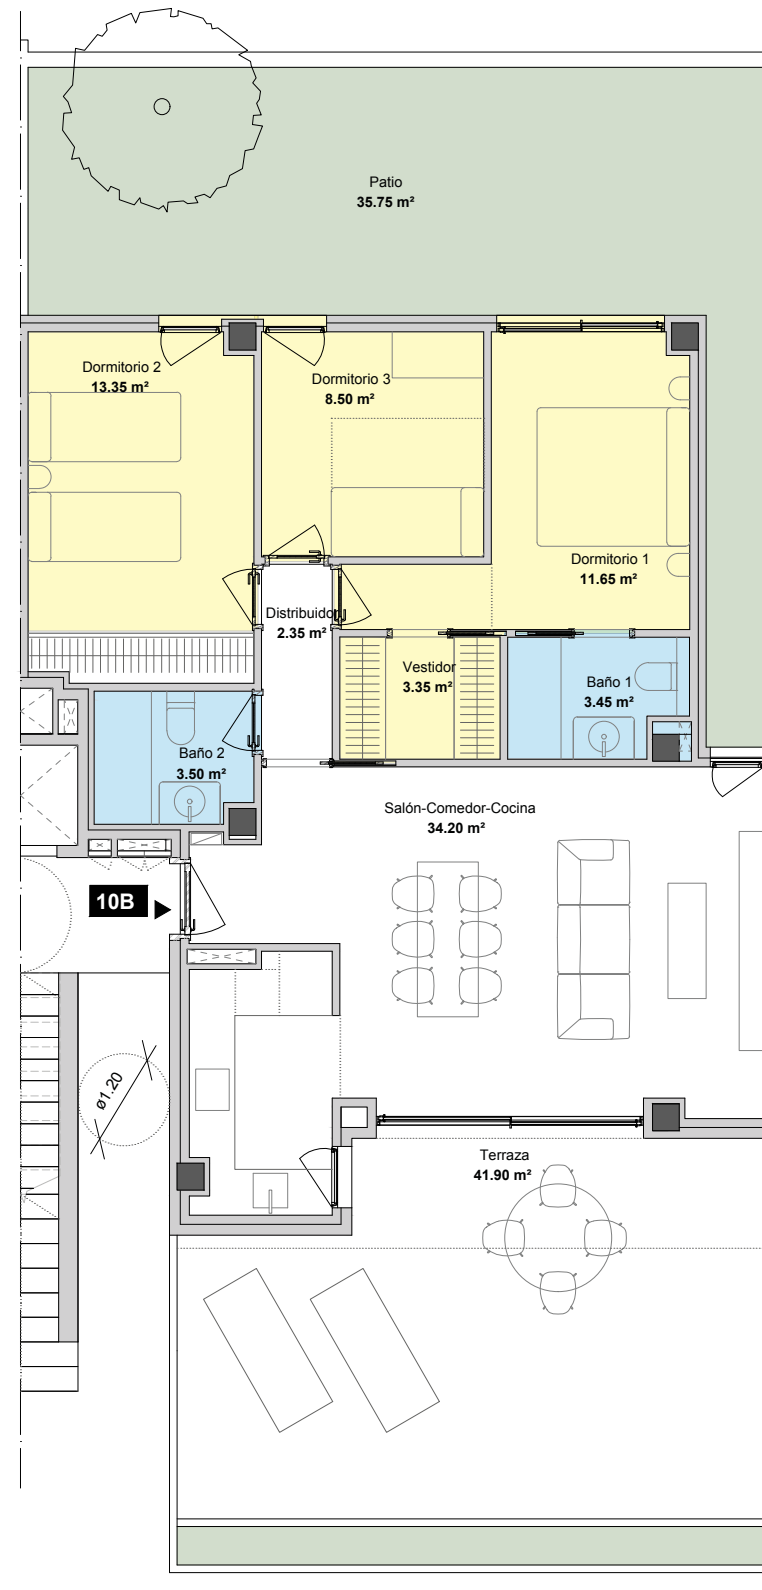 Patio
35.75 m²
Dormitorio 2
13.35 m²
Dormitorio 3
8.50 m²
Dormitorio 1
11.65 m²
Distribuidor
2.35 m²
Vestidor
3.35 m²
Baño 1
3.45 m²
Baño 2
3.50 m²
Salón-Comedor-Cocina
34.20 m²
10B
ø1.20
Terraza
41.90 m²